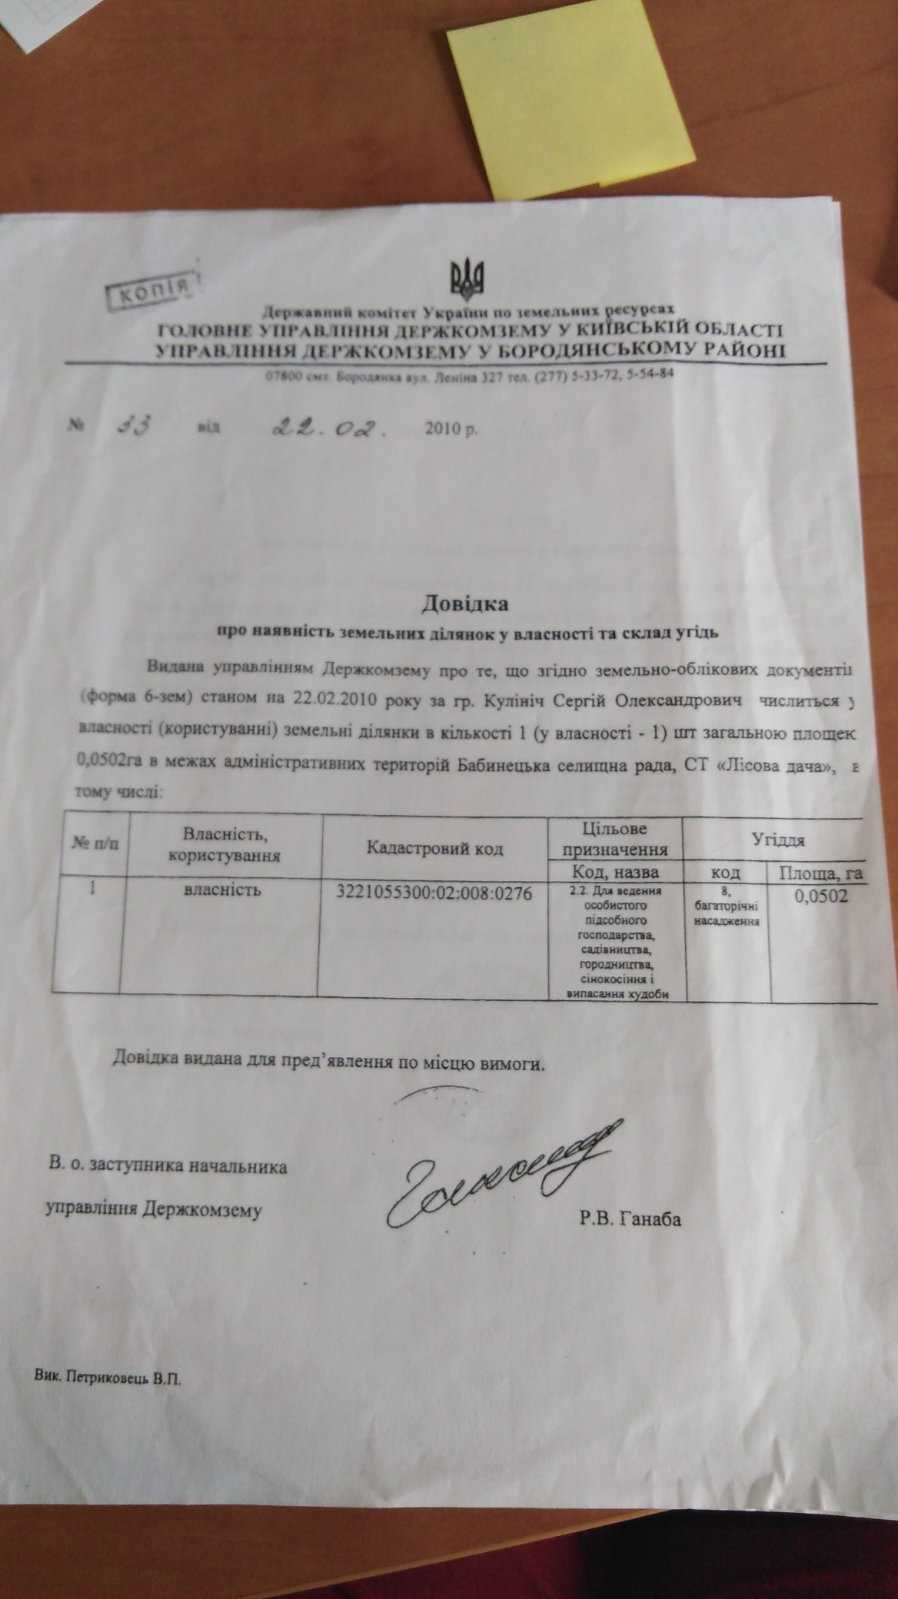 КОПІЯ
Державний комітет України по земельних ресурсах
ГОЛОВНЕ УПРАВЛІННЯ ДЕРЖКОМЗЕМУ У КИЇВСЬКІЙ ОБЛАСТІ
УПРАВЛІННЯ ДЕРЖКОМЗЕМУ У БОРОДЯНСЬКОМУ РАЙОНІ
07800 смт. Бородянка вул. Леніна 327 тел. (277) 5-33-72, 5-54-84
№ 33 від 22.02. 2010 р.
Довідка
про наявність земельних ділянок у власності та склад угідь
Видана управлінням Держкомзему про те, що згідно земельно-облікових документі
(форма 6-зем) станом на 22.02.2010 року за гр. Кулініч Сергій Олександрович числиться у
власності (користуванні) земельні ділянки в кількості 1 (у власності - 1) шт загальною площек
0,0502га в межах адміністративних територій Бабинецька селищна рада, СТ «Лісова дача», в
тому числі:
№ п/п
Власність,
користування
Кадастровий код
Цільове
призначення
Угіддя
Код, назва
код
Площа, га
1
власність
3221055300:02:008:0276
2.2. Для ведення
особистого
підсобного
господарства,
садівництва,
городництва,
сінокосіння і
випасання худоби
8,
багаторічні
насадження
0,0502
Довідка видана для пред’явлення по місцю вимоги.
В. о. заступника начальника
управління Держкомзему
Р.В. Ганаба
Вик. Петриковець В.П.